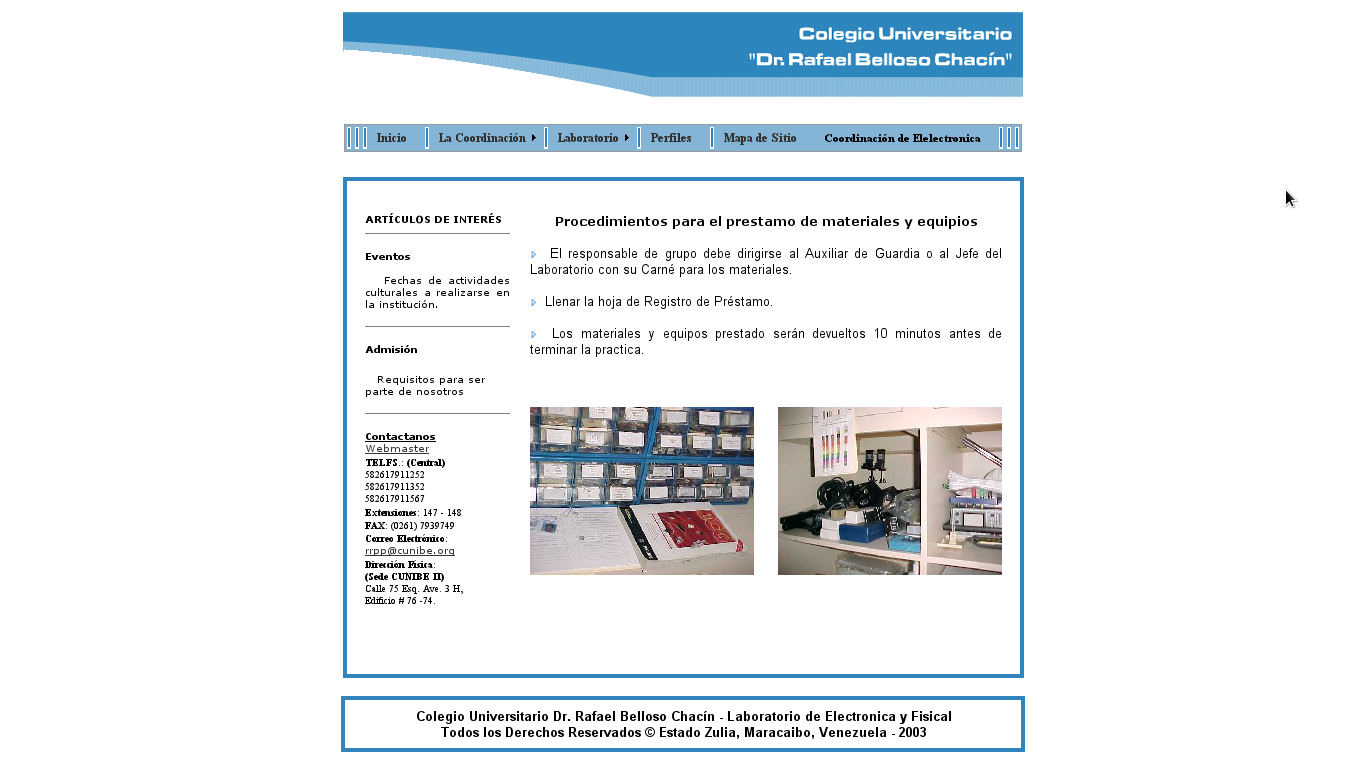 Colegio Universitario
"Dr. Rafael Belloso Chacín"
Inicio La Coordinación Laboratorio Perfiles Mapa de Sitio Coordinación de Elelectronica
ARTÍCULOS DE INTERÉS
Eventos
Fechas de actividades
culturales a realizarse en
la institución.
Admisión
Requisitos para ser
parte de nosotros
Contactanos
Webmaster
TELFS.: (Central)
582617911252
582617911352
582617911567
Extensiones: 147 - 148
FAX: (0261) 7939749
Correo Electrónico:
rrpp@cunibe.org
Dirección Fisica:
(Sede CUNIBE II)
Calle 75 Esq. Ave. 3 H,
Edificio # 76 -74.
Procedimientos para el prestamo de materiales y equipios
El responsable de grupo debe dirigirse al Auxiliar de Guardia o al Jefe del
Laboratorio con su Carné para los materiales.
Llenar la hoja de Registro de Préstamo.
Los materiales y equipos prestado serán devueltos 10 minutos antes de
terminar la practica.
Colegio Universitario Dr. Rafael Belloso Chacín - Laboratorio de Electronica y Fisical
Todos los Derechos Reservados © Estado Zulia, Maracaibo, Venezuela - 2003